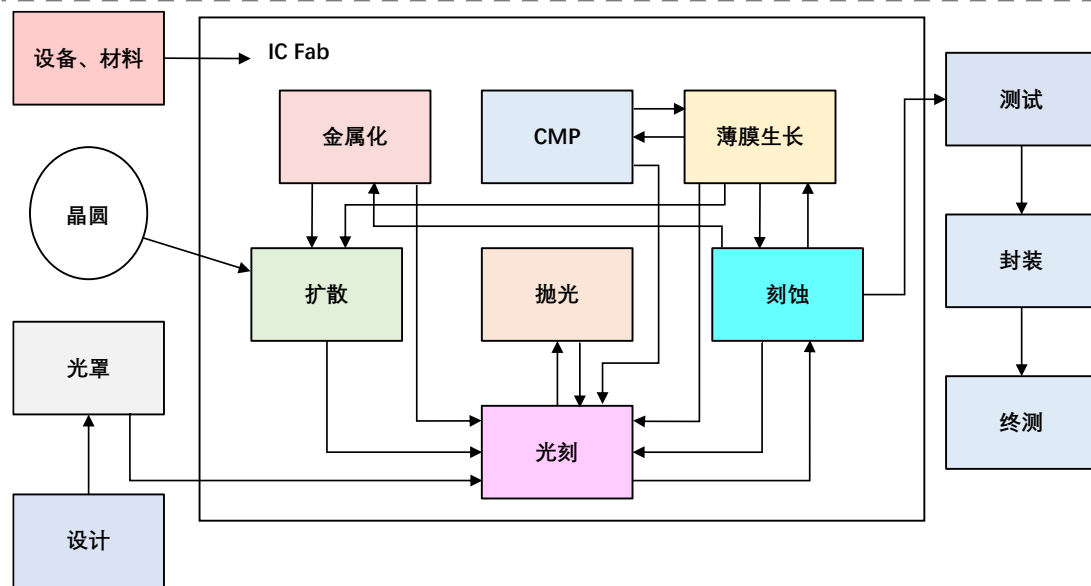 设备、材料
IC Fab
测试
金属化
CMP
薄膜生长
晶圆
封装
扩散
抛光
刻蚀
光罩
终测
光刻
设计